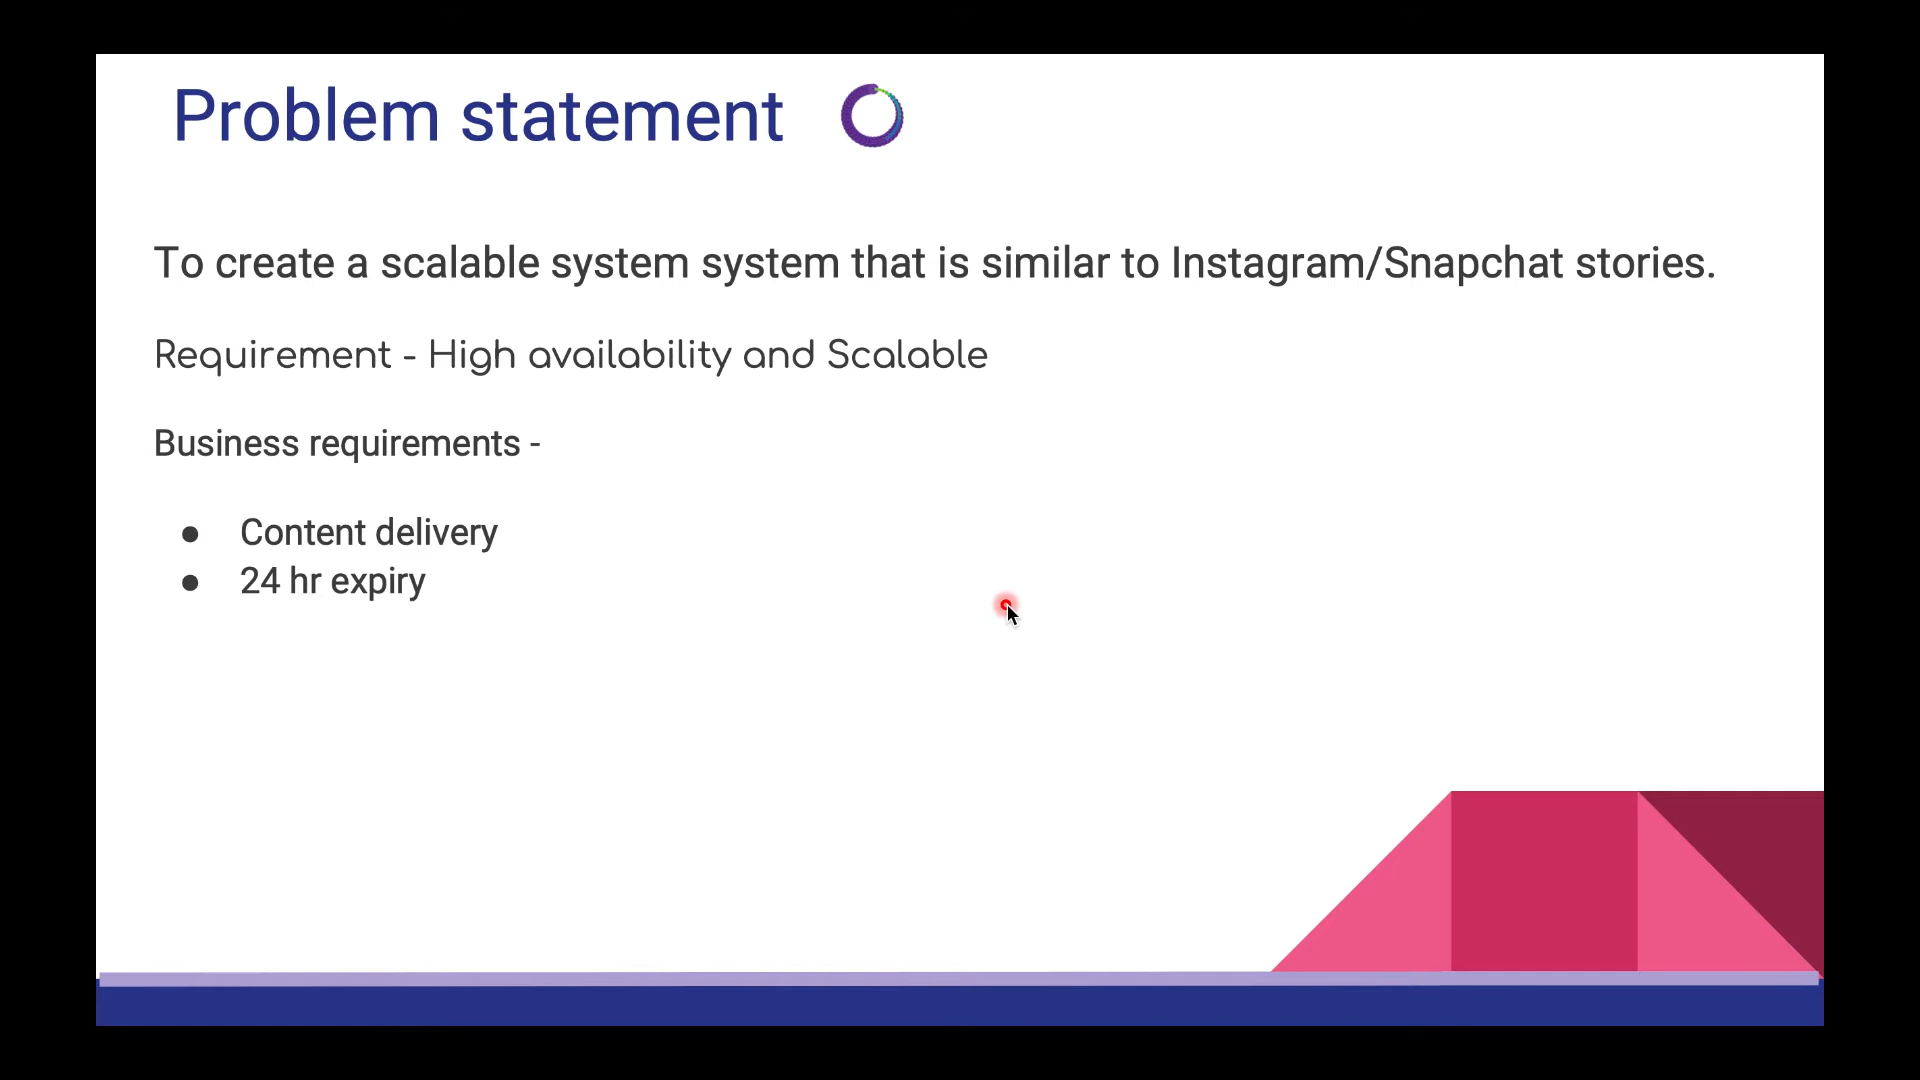 Problem statement
To create a scalable system system that is similar to Instagram/Snapchat stories.
Requirement - High availability and Scalable
Business requirements -
● Content delivery
● 24 hr expiry